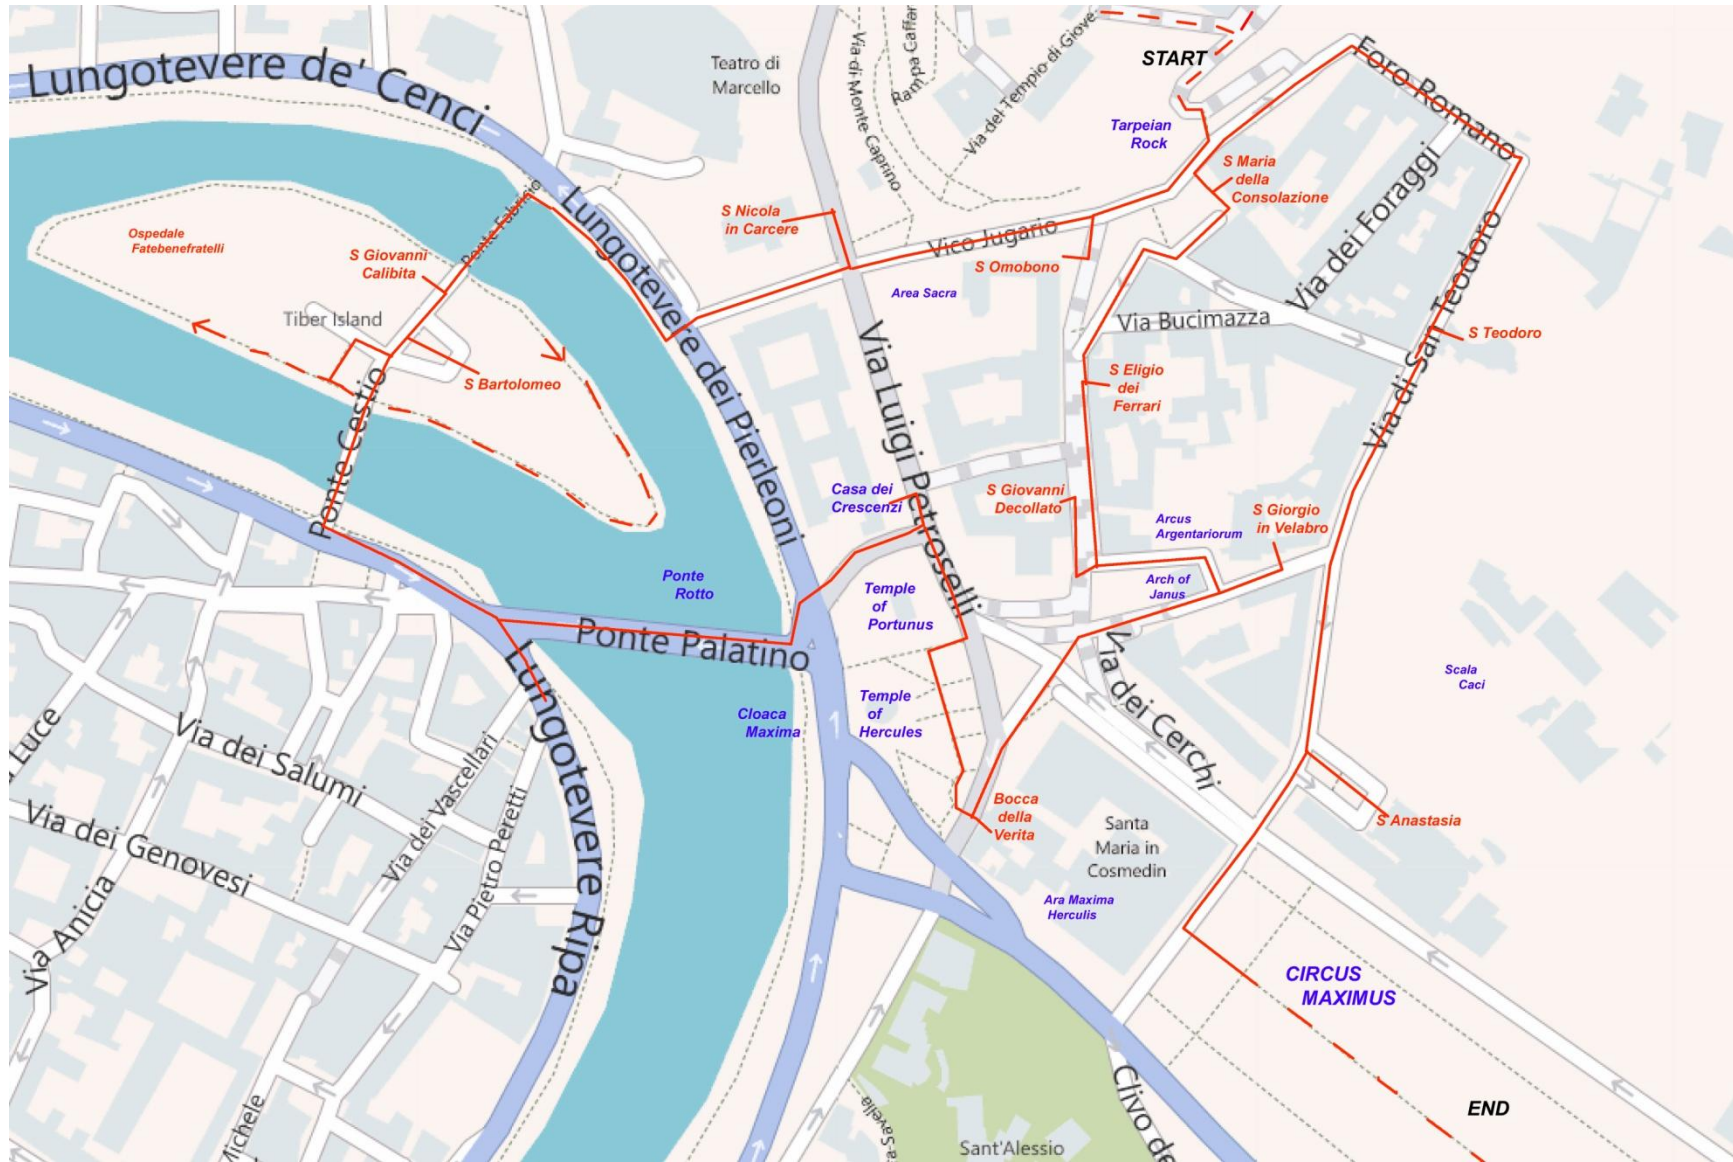 Lungotevere de' Cenci
Teatro di
Marcello
Via di Monte Caprino
Via del Tempio di Giove
START
Foro Romano
Tarpeian
Rock
S Maria
della
Consolazione
Via dei Foraggi
Ospedale
Fatebenefratelli
S Giovanni
Calibita
Ponte Fabricio
Lungotevere dei Pierleoni
S Nicola
in Carcere
Vico Jugario
S Omobono
Area Sacra
Tiber Island
S Bartolomeo
Ponte Cestio
Via Luigi Petroselli
Via Bucimazza
S Eligio
dei
Ferrari
Via di San Teodoro
S Teodoro
Casa dei
Crescenzi
S Giovanni
Decollato
Arcus
Argentariorum
S Giorgio
in Velabro
Arch of
Janus
Ponte
Rotto
Temple
of
Portunus
Ponte Palatino
Via dei Cerchi
Scala
Caci
Cloaca
Maxima
Temple
of
Hercules
Lungotevere Ripa
Luce
Via dei Salumi
Via dei Vascellari
Via Pietro Peretti
Via dei Genovesi
Via Anicia
Bocca
della
Verita
Santa
Maria in
Cosmedin
S Anastasia
Ara Maxima
Herculis
CIRCUS
MAXIMUS
Clivo de
END
Michele
Savella
Sant'Alessio